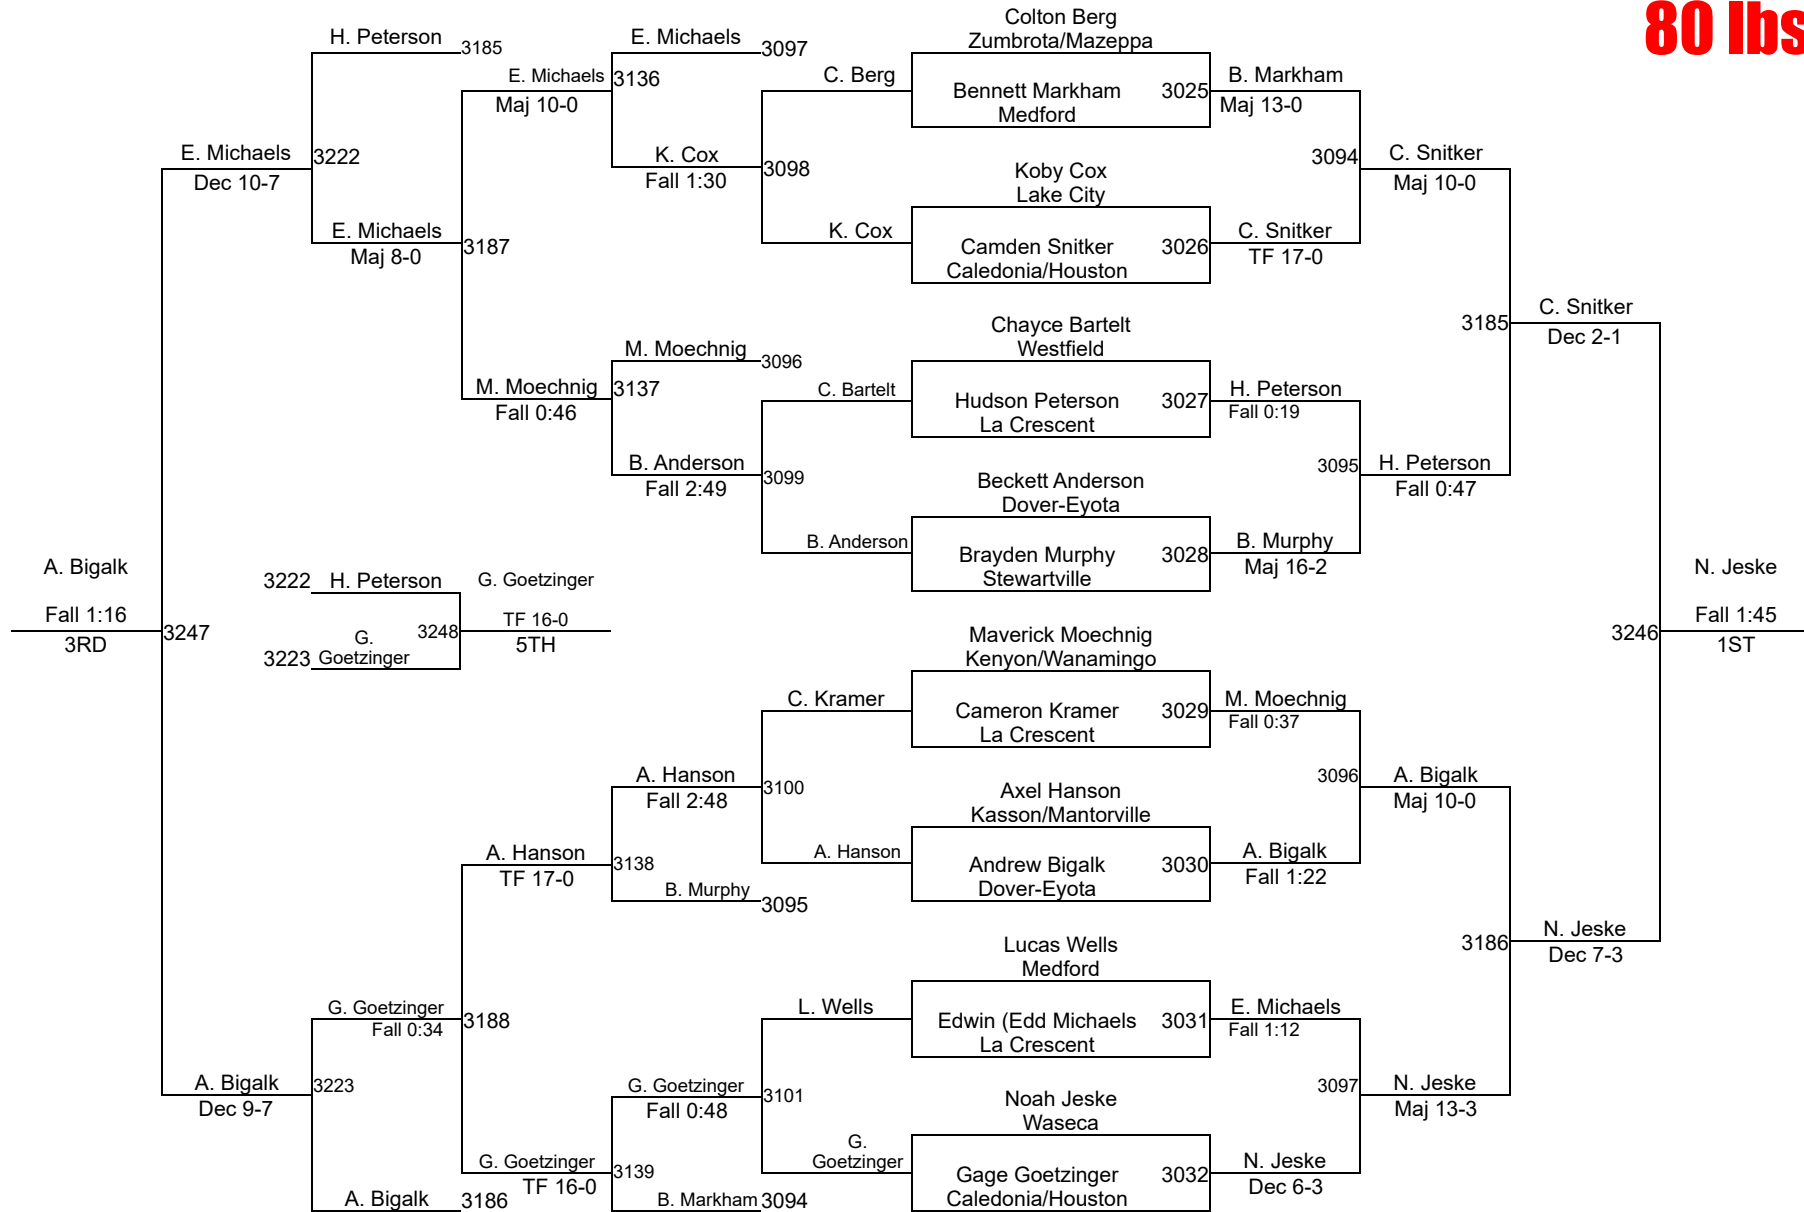 80 lbs
Colton Berg
Zumbrota/Mazeppa
H. Peterson
3185
E. Michaels
3097
E. Michaels
3136
Maj 10-0
C. Berg
Bennett Markham
Medford
3025
B. Markham
Maj 13-0
E. Michaels
Dec 10-7
3222
K. Cox
Fall 1:30
3098
Koby Cox
Lake City
3094
C. Snitker
Maj 10-0
E. Michaels
Maj 8-0
3187
K. Cox
Camden Snitker
Caledonia/Houston
3026
C. Snitker
TF 17-0
Chayce Bartelt
Westfield
3185
C. Snitker
Dec 2-1
M. Moechnig
3096
M. Moechnig
Fall 0:46
3137
C. Bartelt
Hudson Peterson
La Crescent
3027
H. Peterson
Fall 0:19
B. Anderson
Fall 2:49
3099
Beckett Anderson
Dover-Eyota
3095
H. Peterson
Fall 0:47
B. Anderson
Brayden Murphy
Stewartville
3028
B. Murphy
Maj 16-2
A. Bigalk
Fall 1:16
3RD
3247
3222
H. Peterson
3223
G.
Goetzinger
3248
G. Goetzinger
TF 16-0
5TH
N. Jeske
Fall 1:45
1ST
3246
Maverick Moechnig
Kenyon/Wanamingo
C. Kramer
Cameron Kramer
La Crescent
3029
M. Moechnig
Fall 0:37
A. Hanson
Fall 2:48
3100
Axel Hanson
Kasson/Mantorville
3096
A. Bigalk
Maj 10-0
A. Hanson
TF 17-0
3138
B. Murphy
3095
A. Hanson
Andrew Bigalk
Dover-Eyota
3030
A. Bigalk
Fall 1:22
Lucas Wells
Medford
3186
N. Jeske
Dec 7-3
G. Goetzinger
Fall 0:34
3188
L. Wells
Edwin (Edd Michaels
La Crescent
3031
E. Michaels
Fall 1:12
A. Bigalk
Dec 9-7
3223
G. Goetzinger
Fall 0:48
3101
Noah Jeske
Waseca
3097
N. Jeske
Maj 13-3
G. Goetzinger
TF 16-0
3139
G.
Goetzinger
Gage Goetzinger
Caledonia/Houston
3032
N. Jeske
Dec 6-3
A. Bigalk
3186
B. Markham
3094